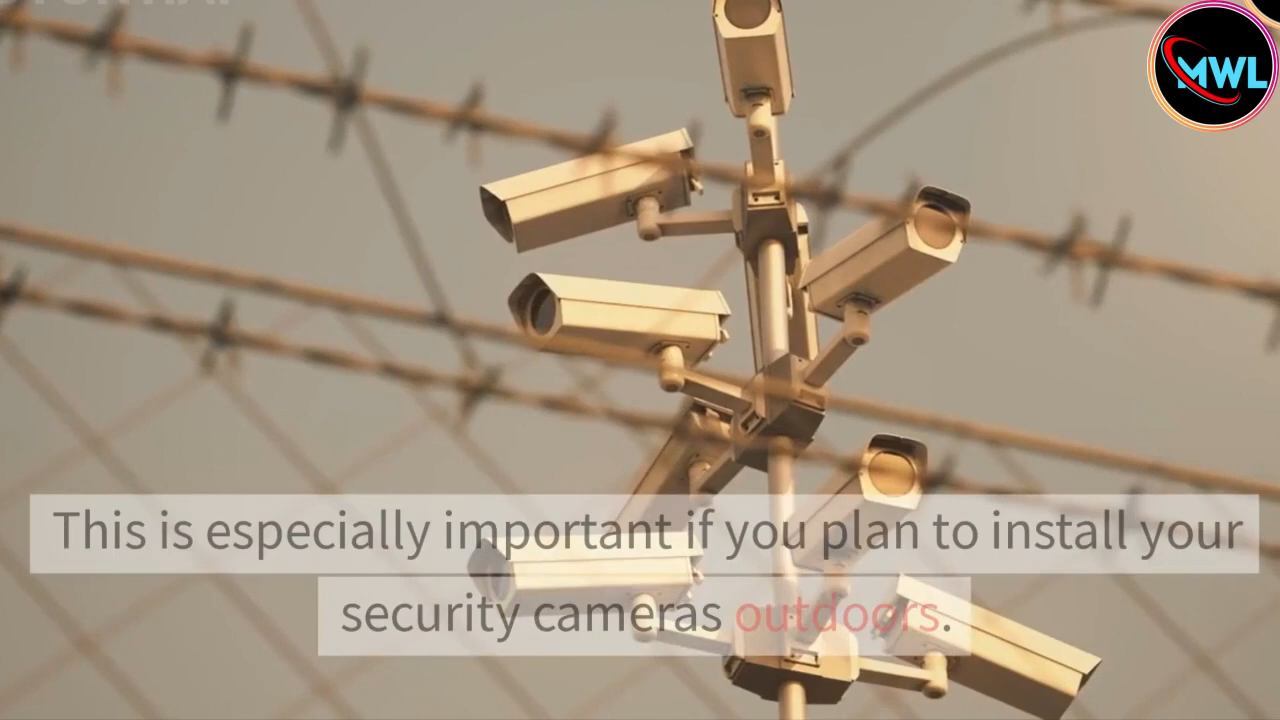 MWL
This is especially important if you plan to install your
security cameras outdoors.